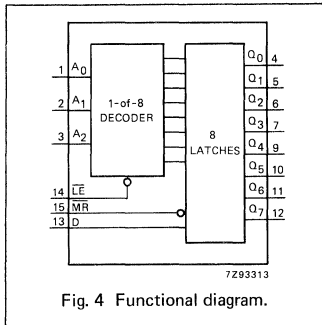 1 A0
2 A1
3 A2
1-of-8
DECODER
14 LE
15 MR
13 D
8
LATCHES
Q0 4
Q1 5
Q2 6
Q3 7
Q4 9
Q5 10
Q6 11
Q7 12
7Z93313
Fig. 4 Functional diagram.